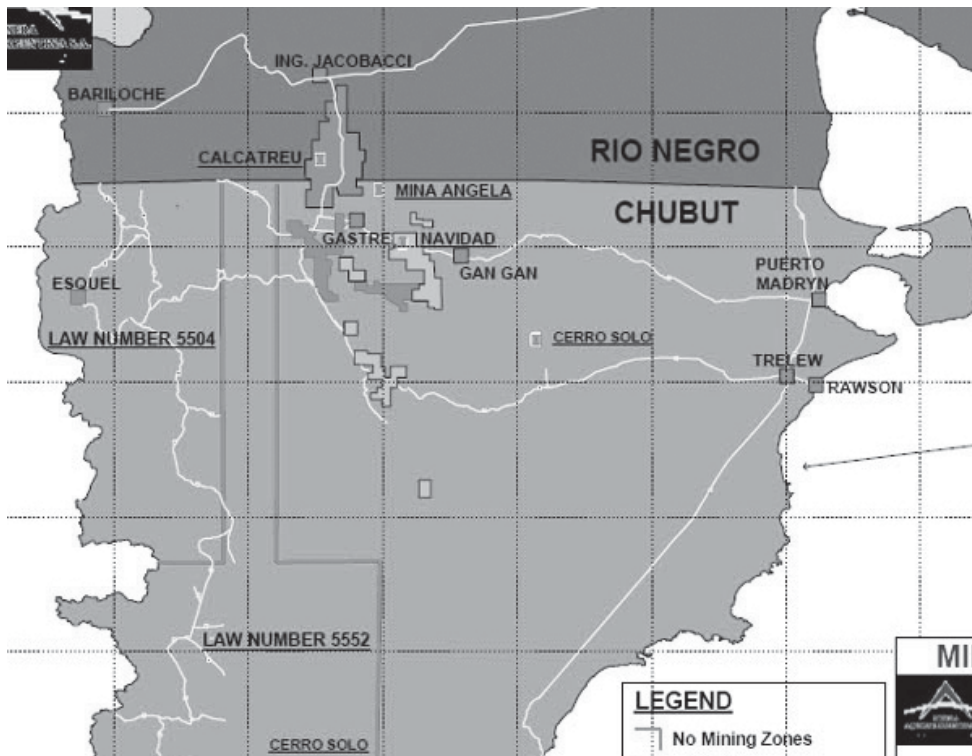 ARGENTINA S.A.
ING. JACOBACCI
BARILOCHE
CALCATREU
RIO NEGRO
MINA ANGELA
CHUBUT
GASTRE
NAVIDAD
GAN GAN
PUERTO
MADRYN
ESQUEL
LAW NUMBER 5504
CERRO SOLO
TRELEW
RAWSON
LAW NUMBER 5552
MI
LEGEND
No Mining Zones
CERRO SOLO